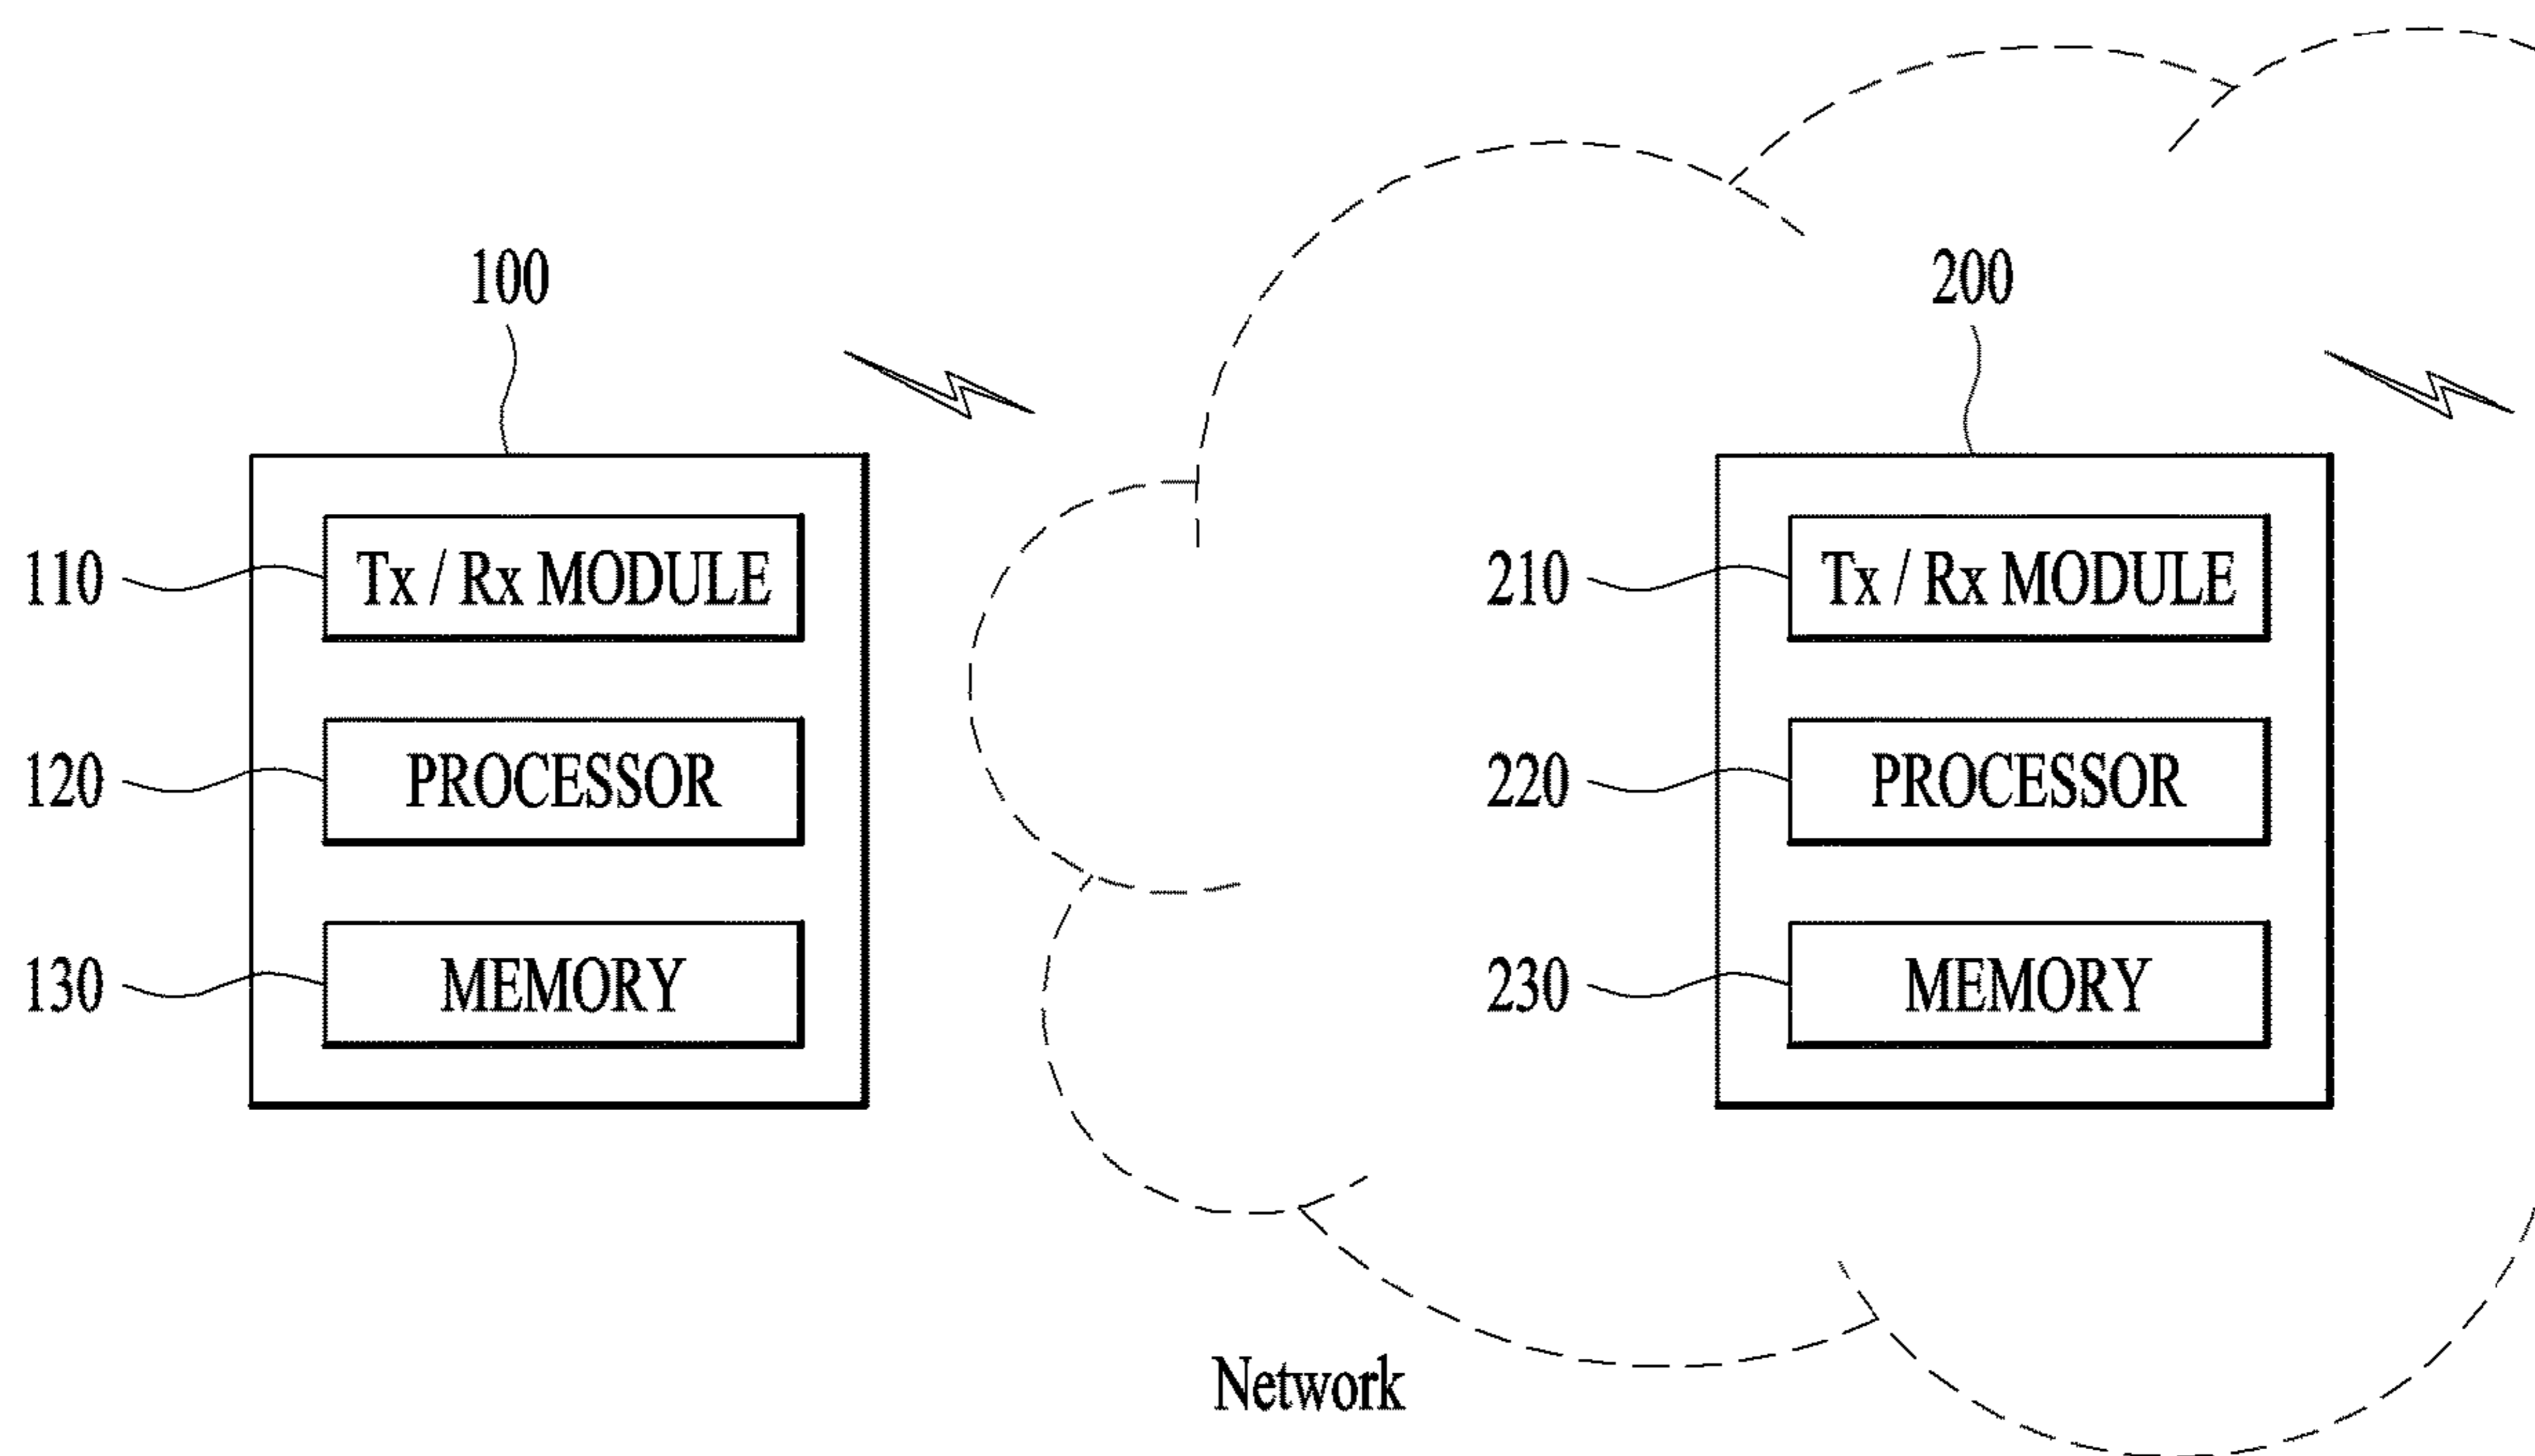 100
200
110
Tx / Rx MODULE
210
Tx / Rx MODULE
120
PROCESSOR
220
PROCESSOR
130
MEMORY
230
MEMORY
Network